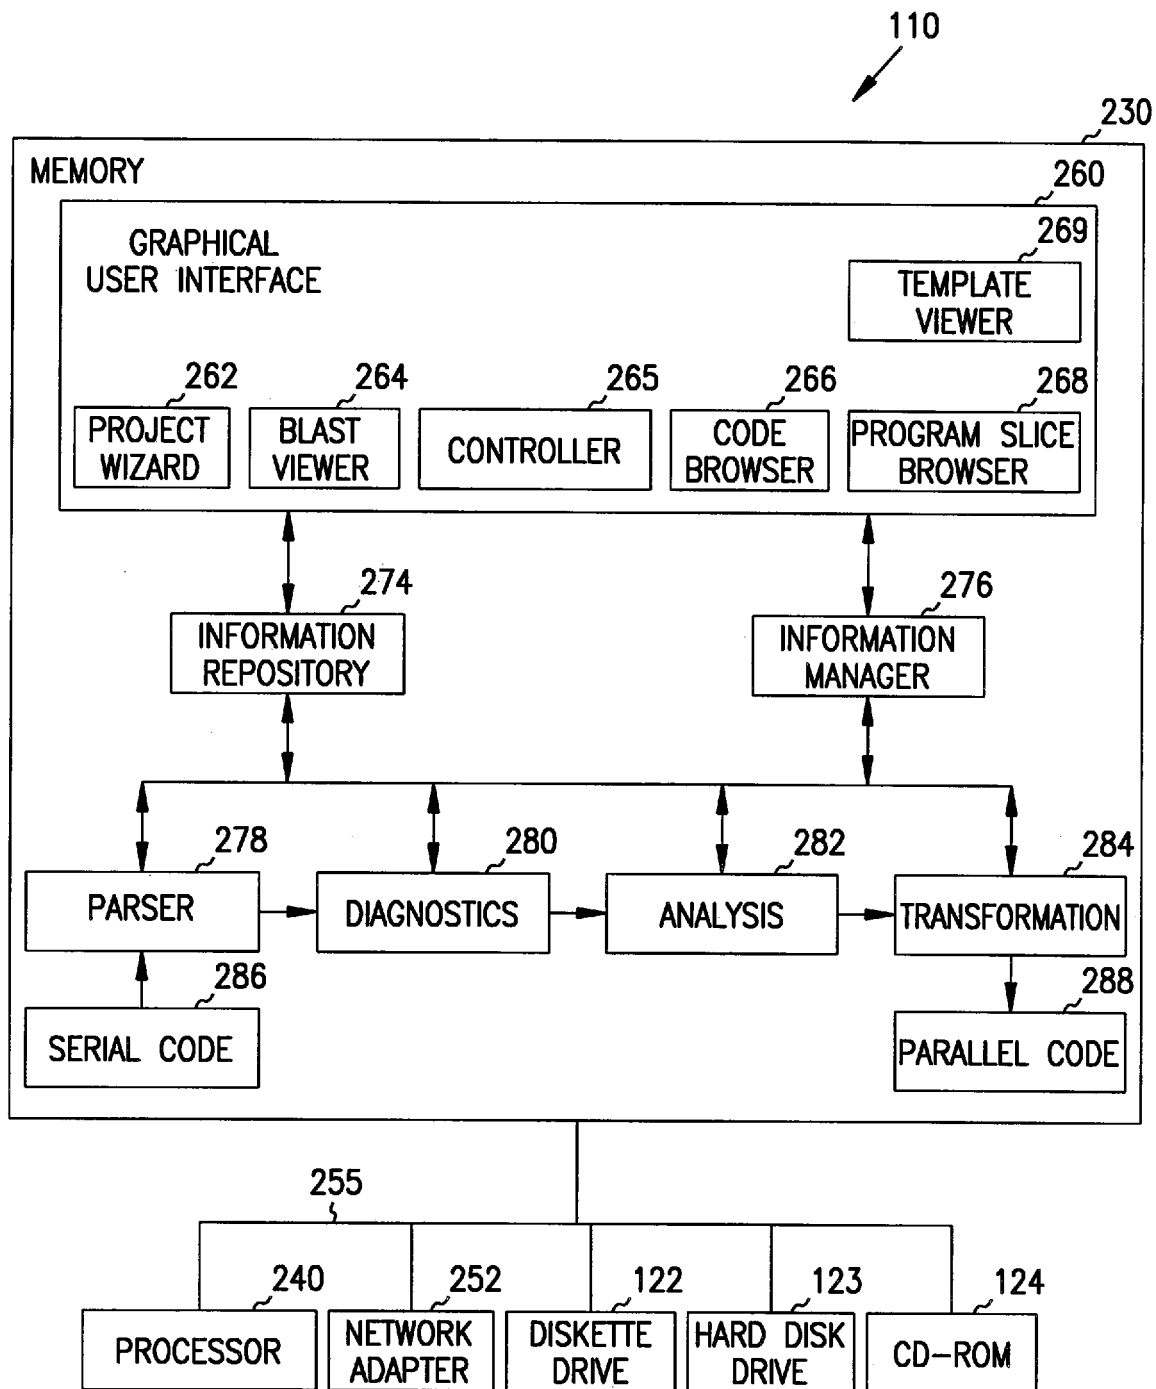 110
230
MEMORY
260
GRAPHICAL
USER INTERFACE
269
TEMPLATE
VIEWER
262
264
265
266
268
PROJECT
WIZARD
BLAST
VIEWER
CONTROLLER
CODE
BROWSER
PROGRAM SLICE
BROWSER
274
276
INFORMATION
REPOSITORY
INFORMATION
MANAGER
278
280
282
284
PARSER
DIAGNOSTICS
ANALYSIS
TRANSFORMATION
286
288
SERIAL CODE
PARALLEL CODE
255
240
252
122
123
124
PROCESSOR
NETWORK
ADAPTER
DISKETTE
DRIVE
HARD DISK
DRIVE
CD-ROM